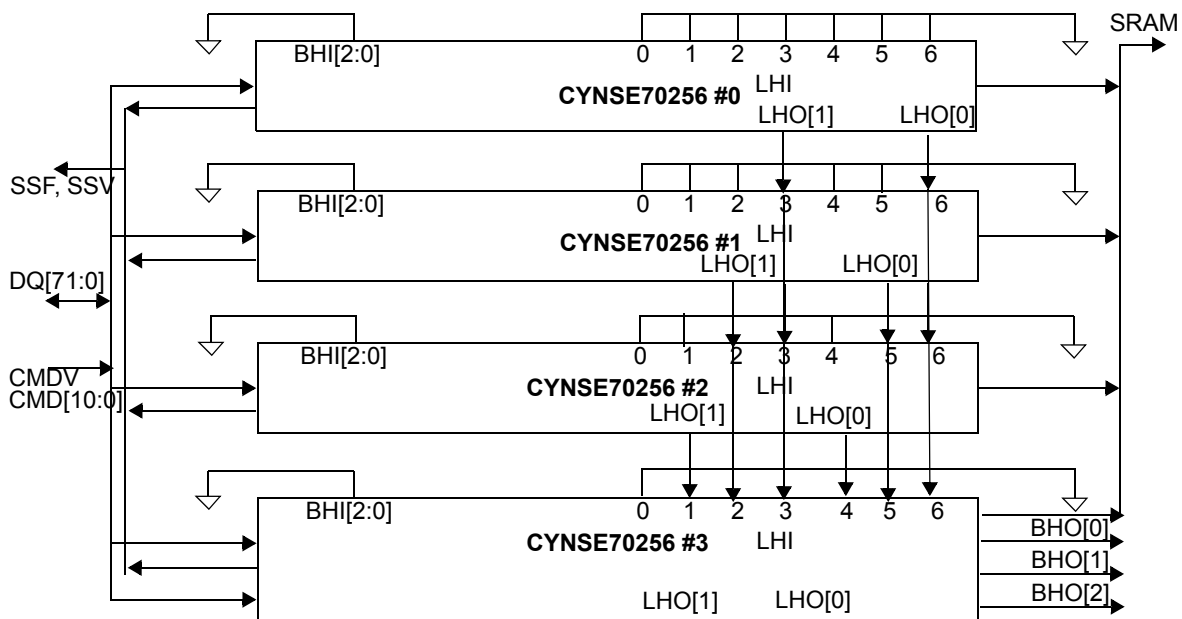 SRAM
BHI[2:0] 0 1 2 3 4 5 6
LHI
CYNSE70256 #0
LHO[1] LHO[0]
SSF, SSV
BHI[2:0] 0 1 2 3 4 5 6
LHI
CYNSE70256 #1
LHO[1] LHO[0]
DQ[71:0]
BHI[2:0] 0 1 2 3 4 5 6
CMDV
CMD[10:0]
CYNSE70256 #2 LHI
LHO[1] LHO[0]
BHI[2:0] 0 1 2 3 4 5 6
BHO[0]
CYNSE70256 #3 LHI
BHO[1]
BHO[2]
LHO[1] LHO[0]